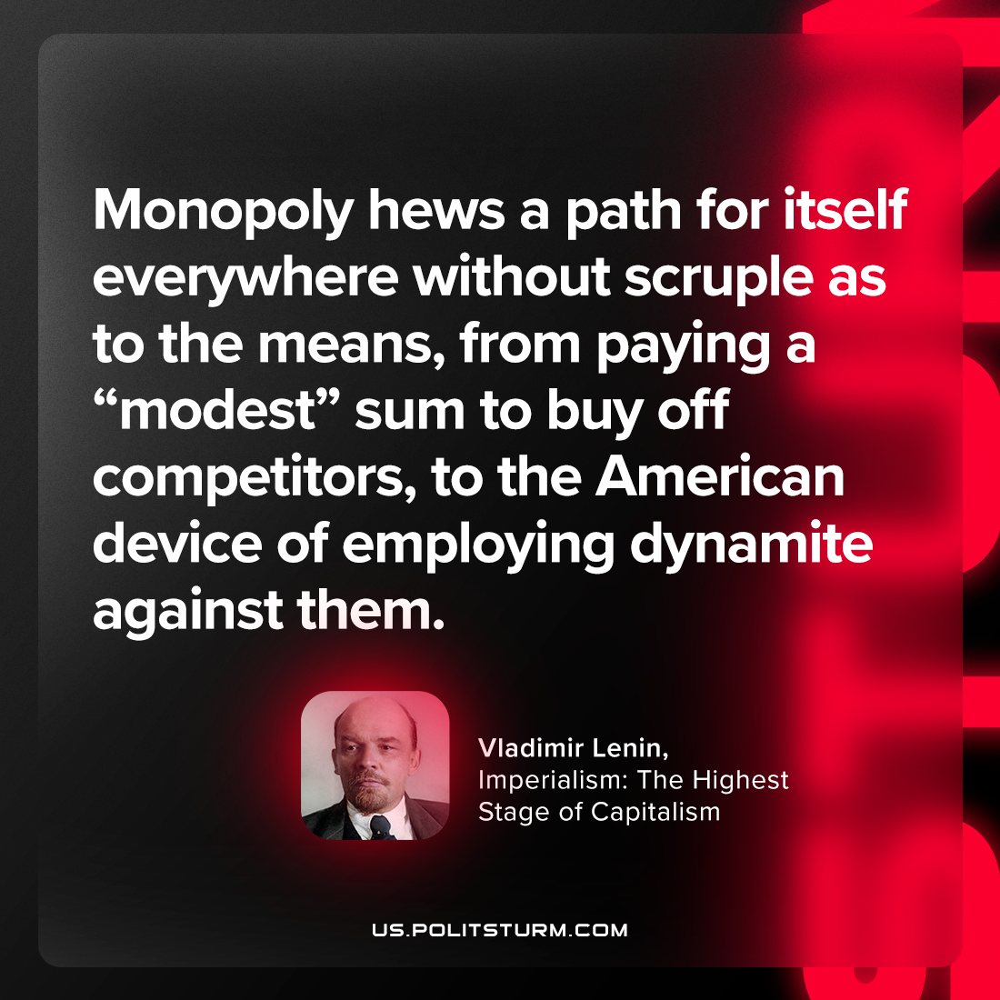 Monopoly hews a path for itself
everywhere without scruple as
to the means, from paying a
“modest” sum to buy off
competitors, to the American
device of employing dynamite
against them.
Vladimir Lenin,
Imperialism: The Highest
Stage of Capitalism
US.POLITSTURM.COM